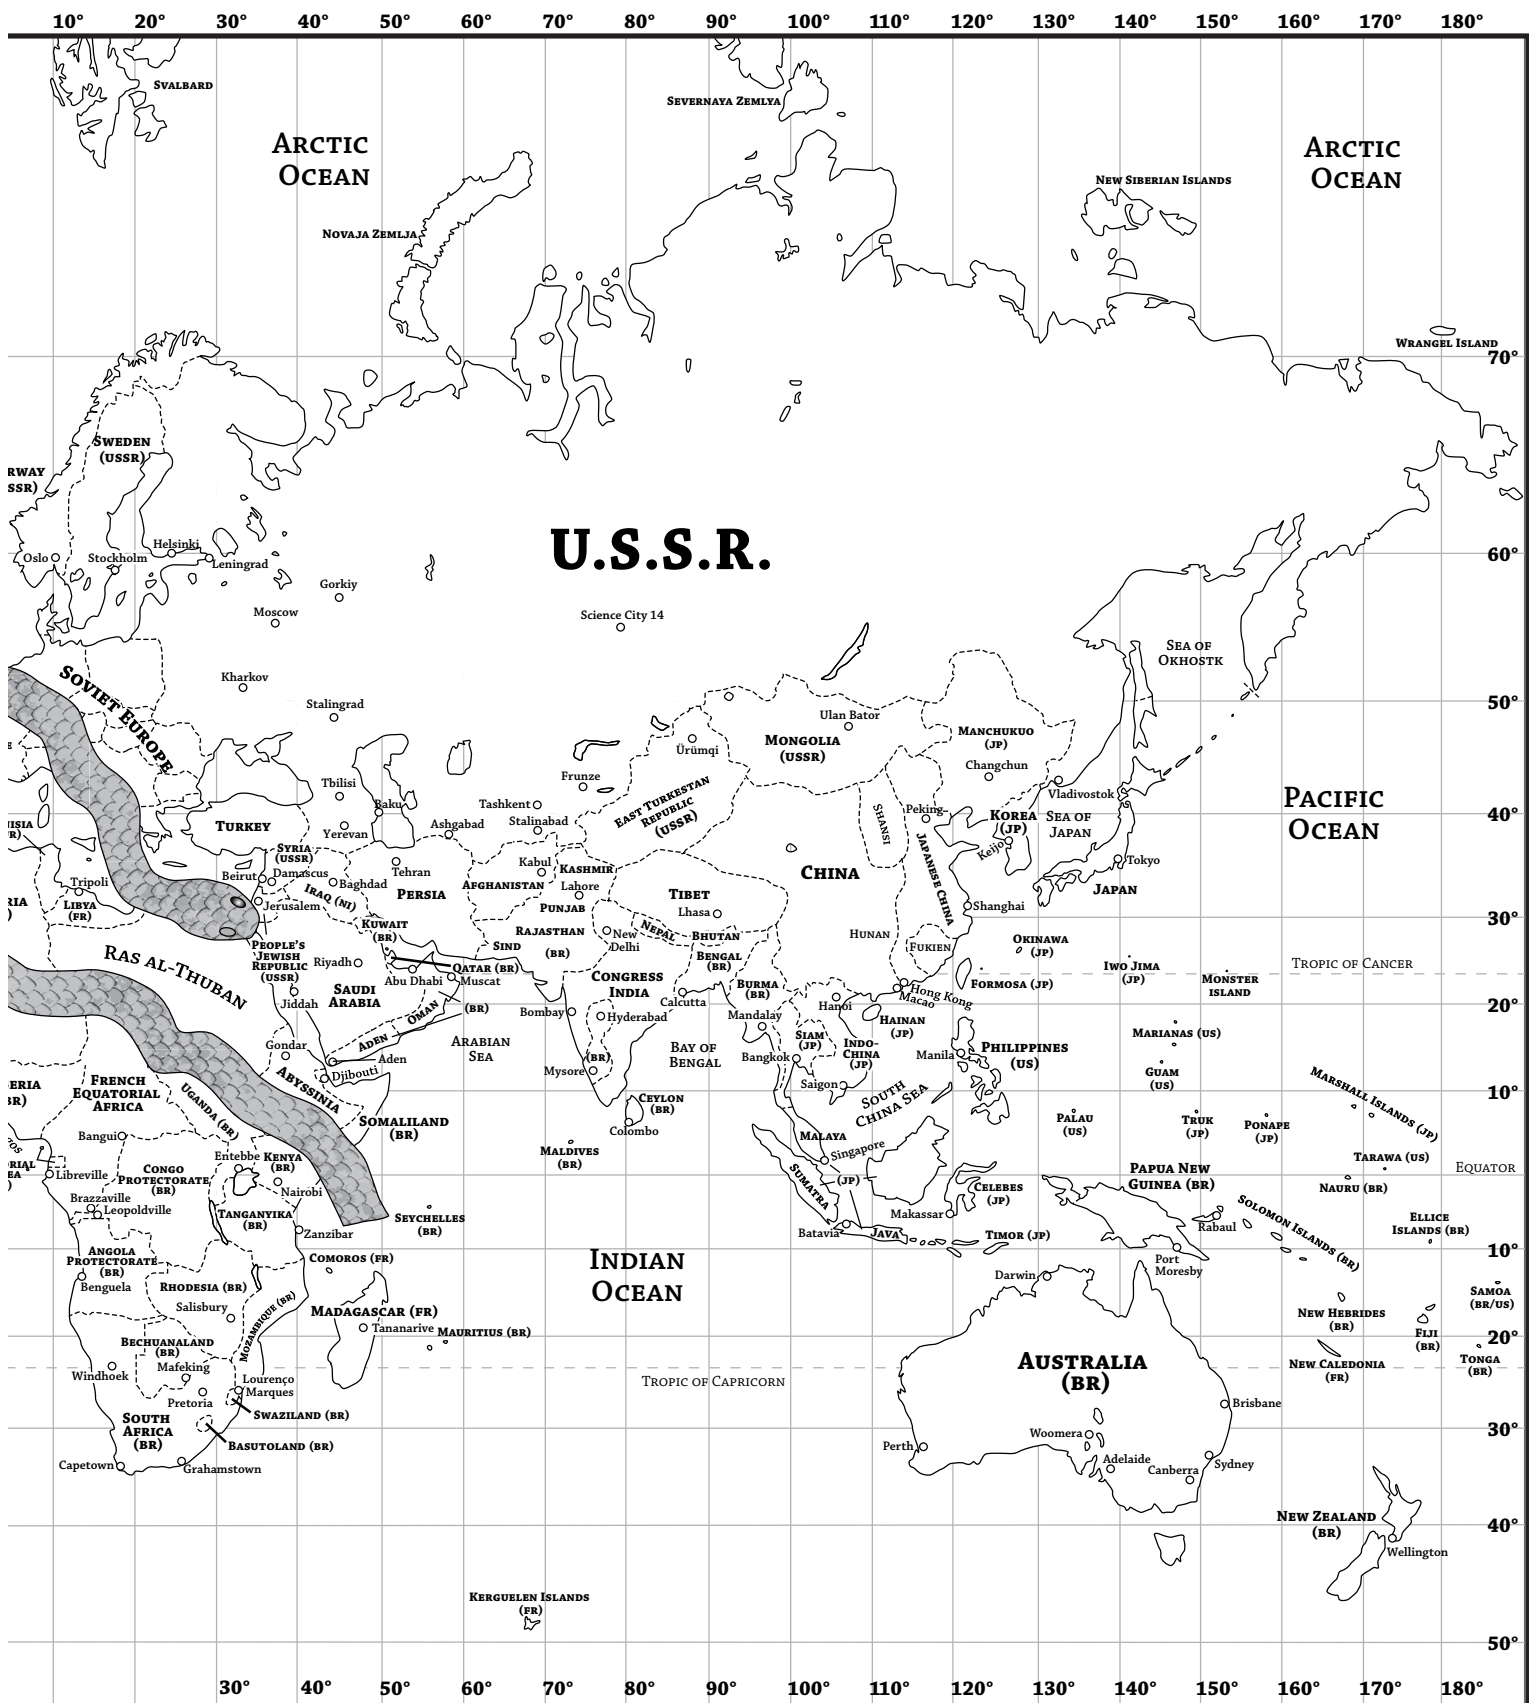 10° 20° 30° 40° 50° 60° 70° 80° 90° 100° 110° 120° 130° 140° 150° 160° 170° 180°
Svalbard
Severnaya Zemlya
Arctic
Ocean
Arctic
Ocean
New Siberian Islands
Novaja Zemlja
Wrangel Island
70°
Sweden
(USSR)
RWAY
SSR)
U.S.S.R.
Oslo
Stockholm
Helsinki
Leningrad
60°
Gorkiy
Moscow
Science City 14
Sea of
Okhostk
Soviet Europe
Kharkov
Stalingrad
50°
Ulan Bator
Mongolia
(USSR)
Manchukuo
(JP)
Changchun
Ürümqi
Frunze
East Turkestan
Republic
(USSR)
Tbilisi
Baku
Yerevan
Tashkent
Stalinabad
Ashgabad
Vladivostok
Peking
Korea
(JP)
Keijo
Sea of
Japan
Pacific
Ocean
40°
Shansi
Japanese China
China
Tokyo
Japan
Turkey
Syria
(USSR)
Beirut
Damascus
Iraq (NI)
Baghdad
Jerusalem
Tehran
Persia
Kabul
Afghanistan
Kashmir
Lahore
Punjab
Tibet
Lhasa
Shanghai
ISIA
R)
Tripoli
Libya
(FR)
RIA
)
30°
Kuwait
(BR)
Rajasthan
(BR)
Sind
New
Delhi
Nepal
Bhutan
Bengal
(BR)
Hunan
Fukien
Okinawa
(JP)
Ras al-Thuban
People's
Jewish
Republic
(USSR)
Riyadh
Qatar (BR)
Abu Dhabi
Muscat
Saudi
Arabia
Jiddah
Oman
(BR)
Aden
Congress
India
Calcutta
Burma
(BR)
Mandalay
Hanoi
Hong Kong
Macao
Formosa (JP)
Iwo Jima
(JP)
Monster
Island
Tropic of Cancer
20°
Bombay
Hyderabad
(BR)
Mysore
Arabian
Sea
Bay of
Bengal
Siam
(JP)
Indo-
China
(JP)
Hainan
(JP)
Bangkok
Saigon
Manila
Philippines
(US)
Marianas (US)
Guam
(US)
Gondar
Aden
Djibouti
Abyssinia
ERIA
BR)
French
Equatorial
Africa
Uganda (BR)
Somaliland
(BR)
Ceylon
(BR)
Colombo
South
China Sea
10°
Marshall Islands (JP)
Palau
(US)
Truk
(JP)
Ponape
(JP)
Bangui
Maldives
(BR)
Malaya
Singapore
Tarawa (US)
Equator
Papua New
Guinea (BR)
Nauru (BR)
RIAL
EA
)
Libreville
Congo
Protectorate
(BR)
Entebbe
Kenya
(BR)
Nairobi
Brazzaville
Leopoldville
Tanganyika
(BR)
Zanzibar
Seychelles
(BR)
Sumatra
(JP)
Celebes
(JP)
Makassar
Batavia
Java
Timor (JP)
Rabaul
Solomon Islands (BR)
Ellice
Islands (BR)
10°
Angola
Protectorate
(BR)
Benguela
Comoros (FR)
Indian
Ocean
Port
Moresby
Darwin
Rhodesia (BR)
Salisbury
Mozambique (BR)
Madagascar (FR)
Tananarive
Mauritius (BR)
Samoa
(BR/US)
New Hebrides
(BR)
Fiji
(BR)
20°
Bechuanaland
(BR)
Windhoek
Mafeking
Pretoria
Lourenço
Marques
Tropic of Capricorn
Australia
(BR)
New Caledonia
(FR)
Tonga
(BR)
Swaziland (BR)
South
Africa
(BR)
Basutoland (BR)
Capetown
Grahamstown
Brisbane
30°
Perth
Woomera
Adelaide
Canberra
Sydney
New Zealand
(BR)
Wellington
40°
Kerguelen Islands
(FR)
50°
30° 40° 50° 60° 70° 80° 90° 100° 110° 120° 130° 140° 150° 160° 170° 180°